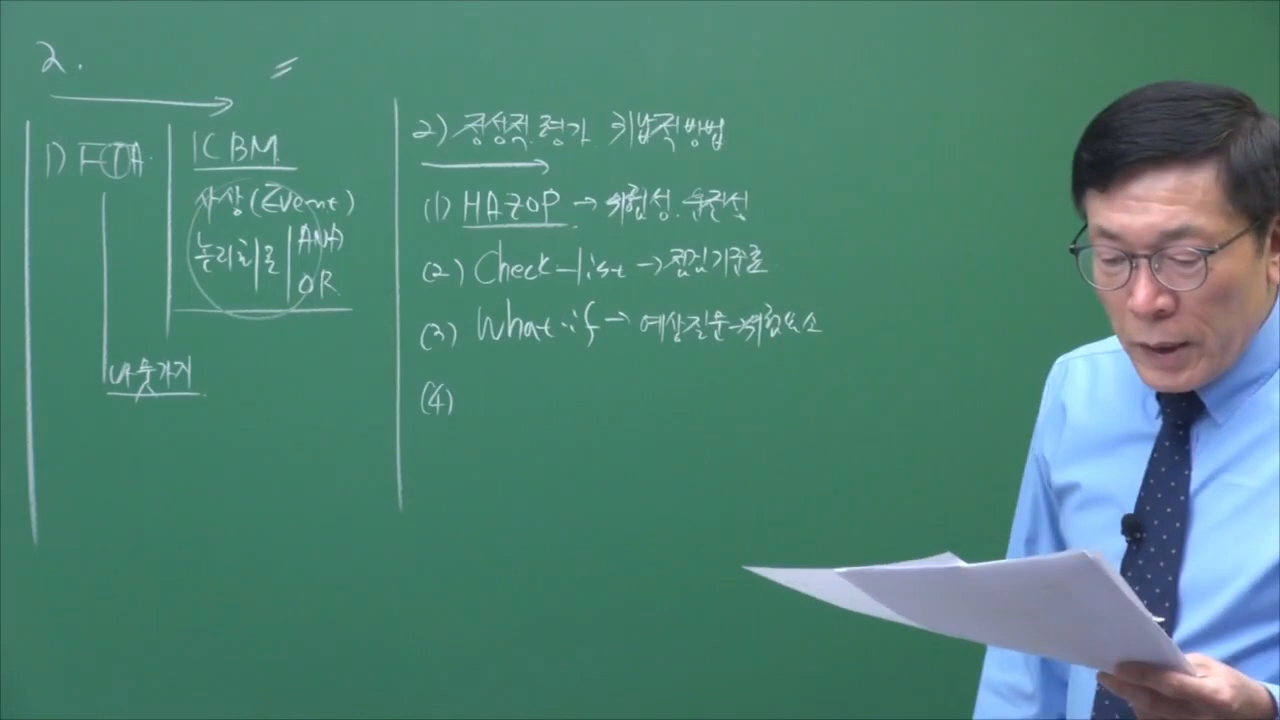 2.
1) FTA
ICBM
사상(Event)
논리회로 AND
OR
나뭇가지
2) 정성적 평가 귀납적 방법
(1) HAZOP → 위험성. 운전성
(2) Check-list → 점검기준표
(3) What-if → 예상질문 → 위험요소
(4)